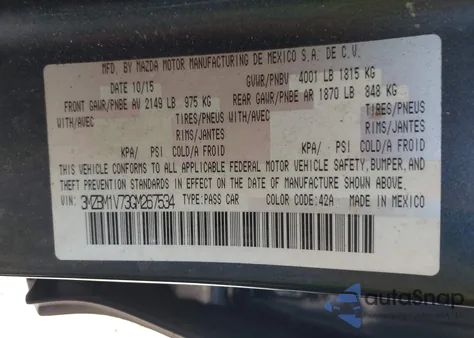 MFD. BY MAZDA MOTOR MANUFACTURING DE MEXICO S.A. DE C.V.
DATE 10/15 GVWR/PNBV 4001 LB 1815 KG
FRONT GAWR/PNBE AV 2149 LB 975 KG REAR GAWR/PNBE AR 1870 LB 848 KG
WITH/AVEC TIRES/PNEUS WITH/AVEC TIRES/PNEUS
RIMS/JANTES RIMS/JANTES
KPA/ PSI COLD/A FROID KPA/ PSI COLD/A FROID
THIS VEHICLE CONFORMS TO ALL APPLICABLE FEDERAL MOTOR VEHICLE SAFETY, BUMPER, AND
THEFT PREVENTION STANDARDS IN EFFECT ON THE DATE OF MANUFACTURE SHOWN ABOVE.
VIN: 3MZBM1V73GM267534 TYPE:PASS CAR COLOR CODE:42A MADE IN MEXICO
autoSnap